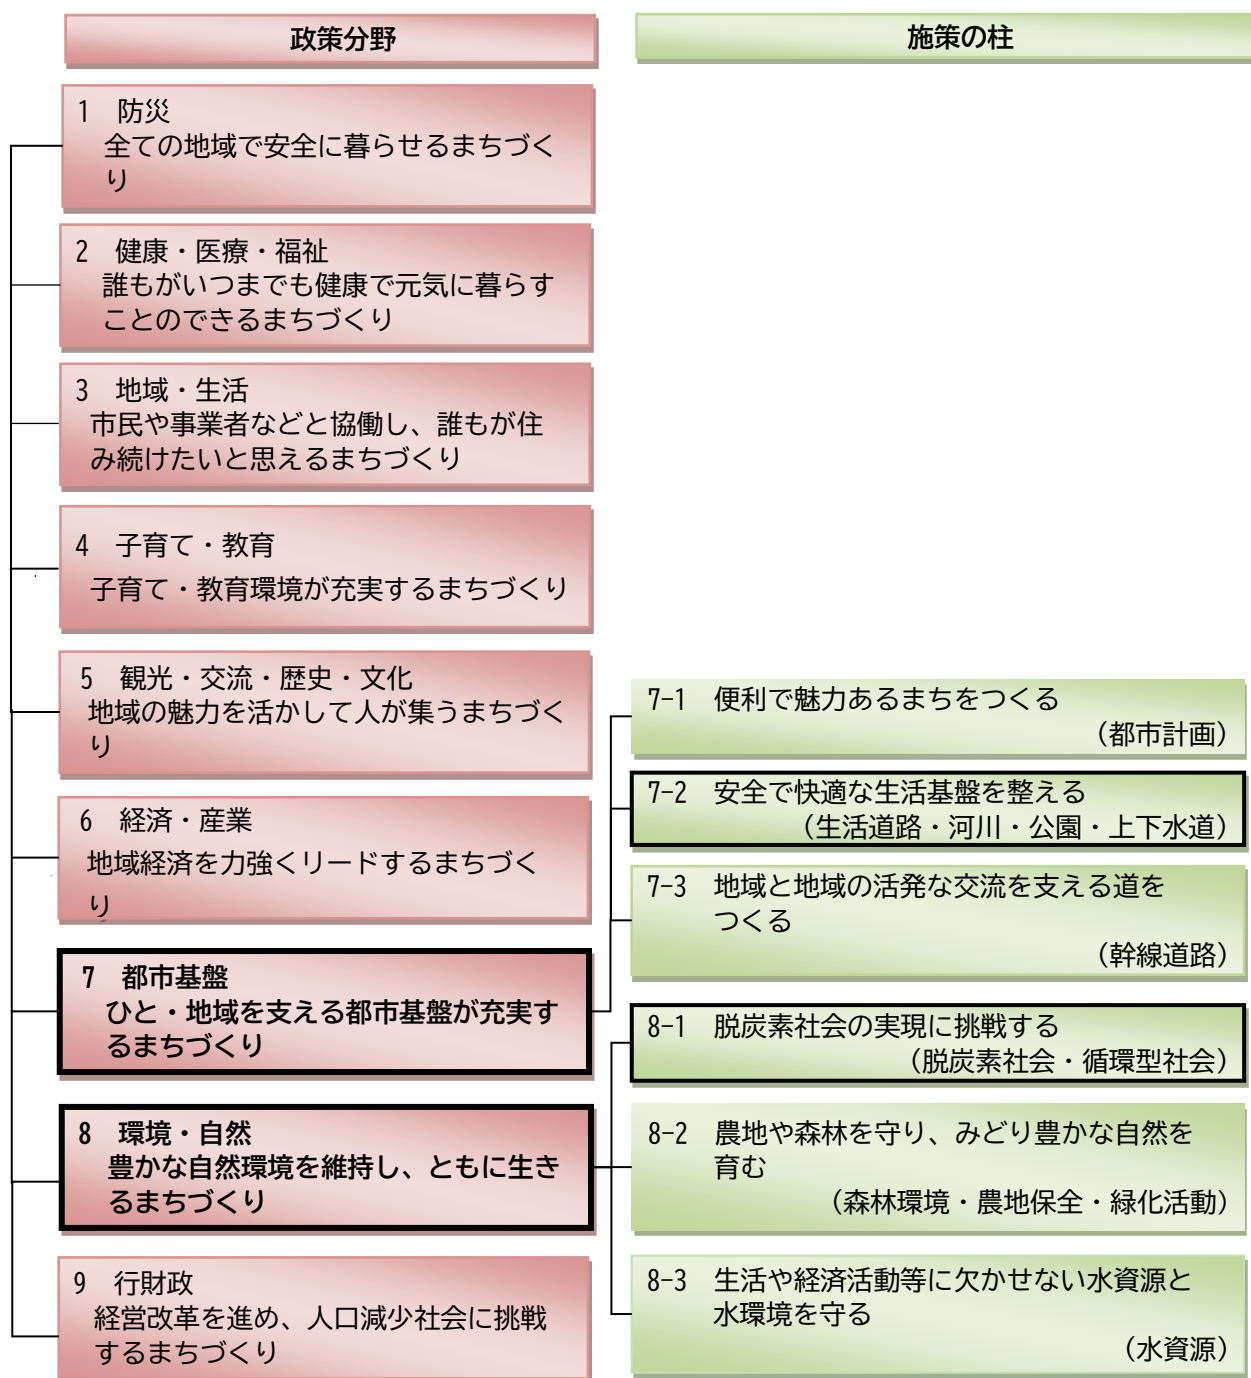 政策分野
施策の柱
1 防災
全ての地域で安全に暮らせるまちづく
り
2 健康・医療・福祉
誰もがいつまでも健康で元気に暮らす
ことのできるまちづくり
3 地域・生活
市民や事業者などと協働し、誰もが住
み続けたいと思えるまちづくり
4 子育て・教育
子育て・教育環境が充実するまちづくり
5 観光・交流・歴史・文化
地域の魅力を活かして人が集うまちづく
り
6 経済・産業
地域経済を力強くリードするまちづく
り
7 都市基盤
ひと・地域を支える都市基盤が充実す
るまちづくり
8 環境・自然
豊かな自然環境を維持し、ともに生き
るまちづくり
9 行財政
経営改革を進め、人口減少社会に挑戦
するまちづくり
7-1 便利で魅力あるまちをつくる
（都市計画）
7-2 安全で快適な生活基盤を整える
（生活道路・河川・公園・上下水道）
7-3 地域と地域の活発な交流を支える道を
つくる
（幹線道路）
8-1 脱炭素社会の実現に挑戦する
（脱炭素社会・循環型社会）
8-2 農地や森林を守り、みどり豊かな自然を
育む
（森林環境・農地保全・緑化活動）
8-3 生活や経済活動等に欠かせない水資源と
水環境を守る
（水資源）